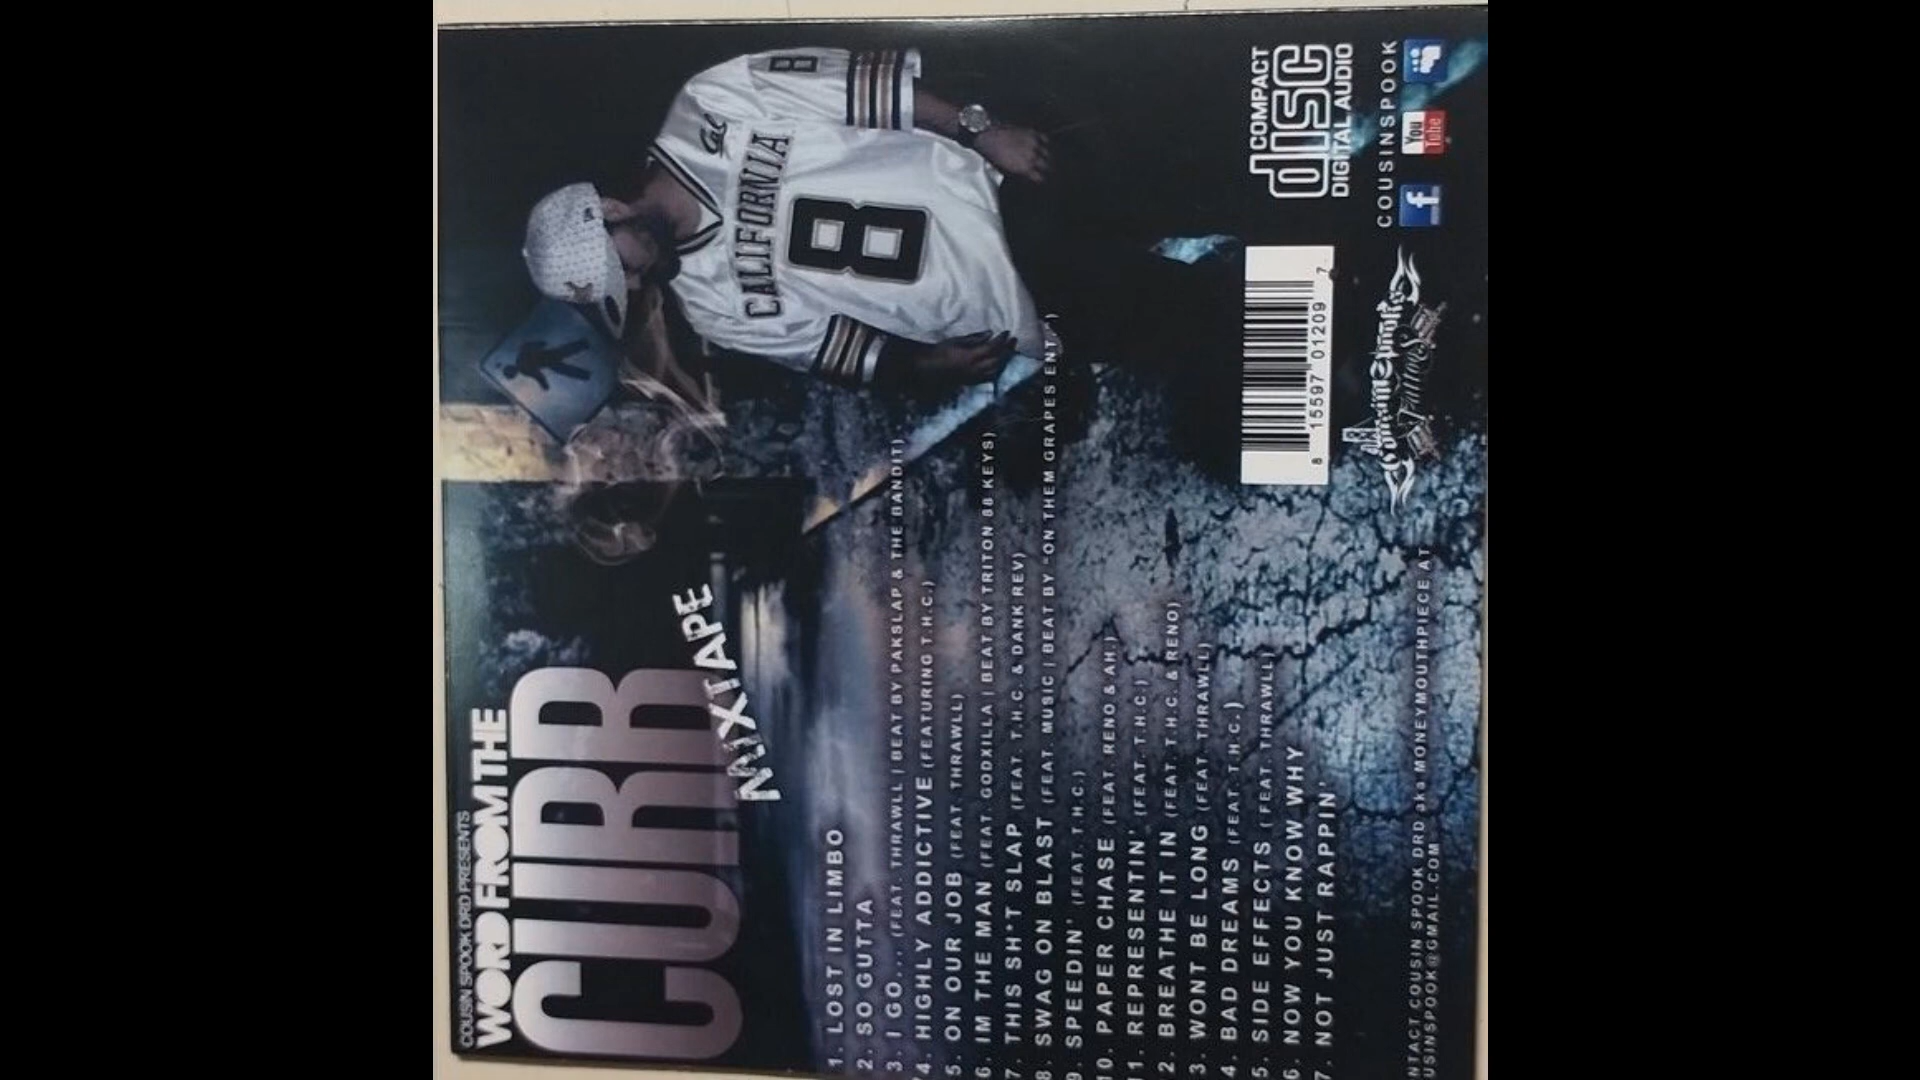 COUSIN SPOOK DRD PRESENTS
WORD FROM THE
CURB
MIXTAPE
Cal
CALIFORNIA
8
8
1. LOST IN LIMBO
2. SO GUTTA
3. I GO... (FEAT. THRAWLL | BEAT BY PAKSLAP & THE BANDIT)
4. HIGHLY ADDICTIVE (FEATURING T.H.C.)
5. ON OUR JOB (FEAT. THRAWLL)
6. IM THE MAN (FEAT. GODXILLA | BEAT BY TRITON 88 KEYS)
7. THIS SH*T SLAP (FEAT. T.H.C. & DANK REV)
8. SWAG ON BLAST (FEAT. MUSIC | BEAT BY "ON THEM GRAPES ENT.")
9. SPEEDIN' (FEAT. T.H.C.)
10. PAPER CHASE (FEAT. RENO & AH.)
11. REPRESENTIN' (FEAT. T.H.C.)
2. BREATHE IT IN (FEAT. T.H.C. & RENO)
3. WONT BE LONG (FEAT. THRAWLL)
4. BAD DREAMS (FEAT. T.H.C.)
5. SIDE EFFECTS (FEAT. THRAWLL)
6. NOW YOU KNOW WHY
7. NOT JUST RAPPIN'
COMPACT
disc
DIGITAL AUDIO
COUSINSPOOK
f
You Tube
8 15597 01209 7
CousinSpooks
Tattoos
NTACT COUSIN SPOOK DRD aka MONEYMOUTHPIECE AT
USINSPOOK@GMAIL.COM